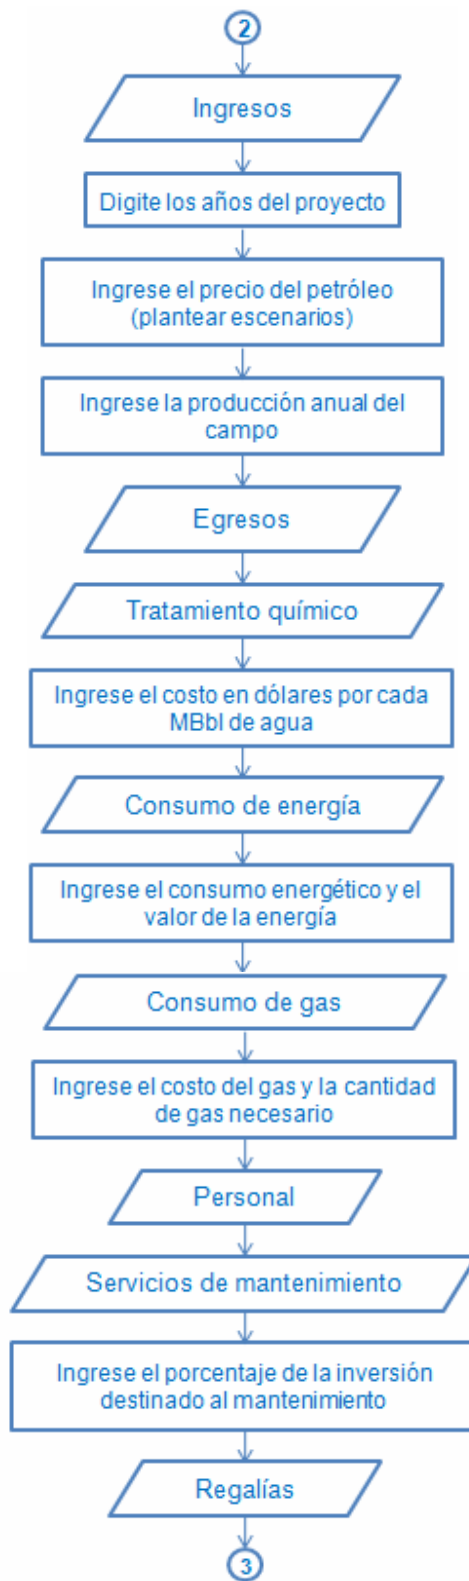 2
Ingresos
Digite los años del proyecto
Ingrese el precio del petróleo
(plantear escenarios)
Ingrese la producción anual del
campo
Egresos
Tratamiento químico
Ingrese el costo en dólares por cada
MBbl de agua
Consumo de energía
Ingrese el consumo energético y el
valor de la energía
Consumo de gas
Ingrese el costo del gas y la cantidad
de gas necesario
Personal
Servicios de mantenimiento
Ingrese el porcentaje de la inversión
destinado al mantenimiento
Regalías
3